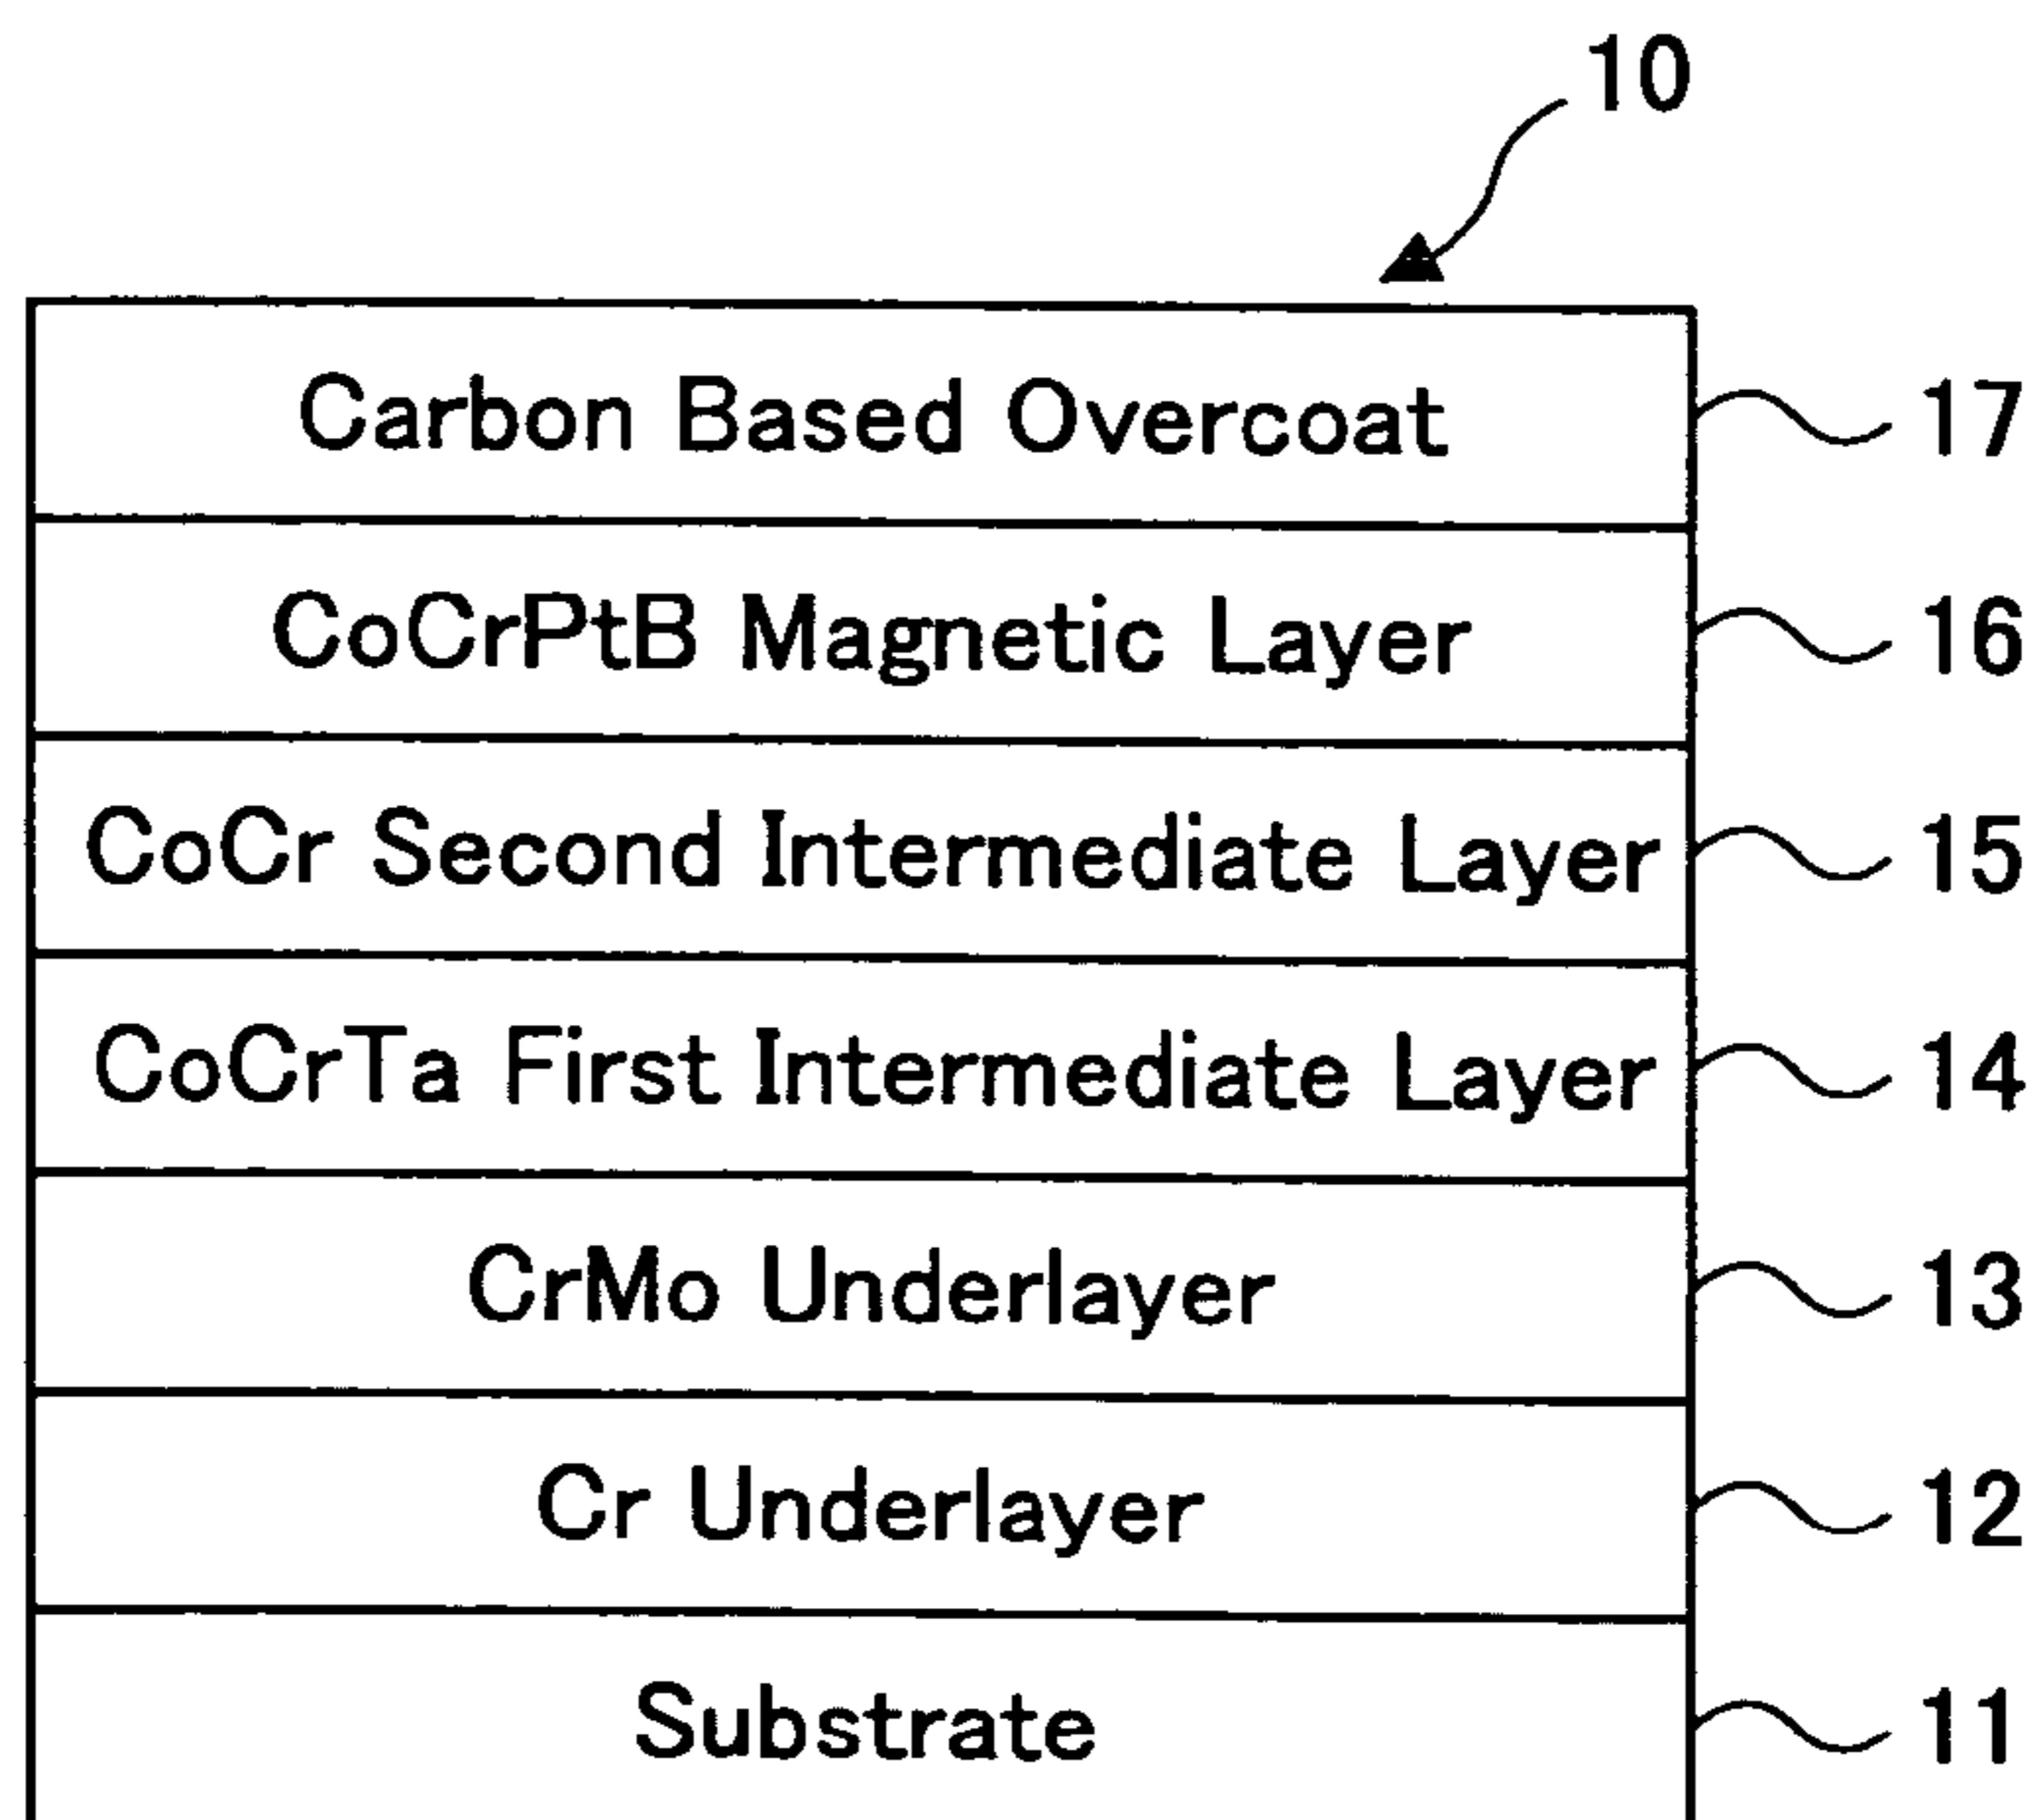 10
Carbon Based Overcoat 17
CoCrPtB Magnetic Layer 16
CoCr Second Intermediate Layer 15
CoCrTa First Intermediate Layer 14
CrMo Underlayer 13
Cr Underlayer 12
Substrate 11